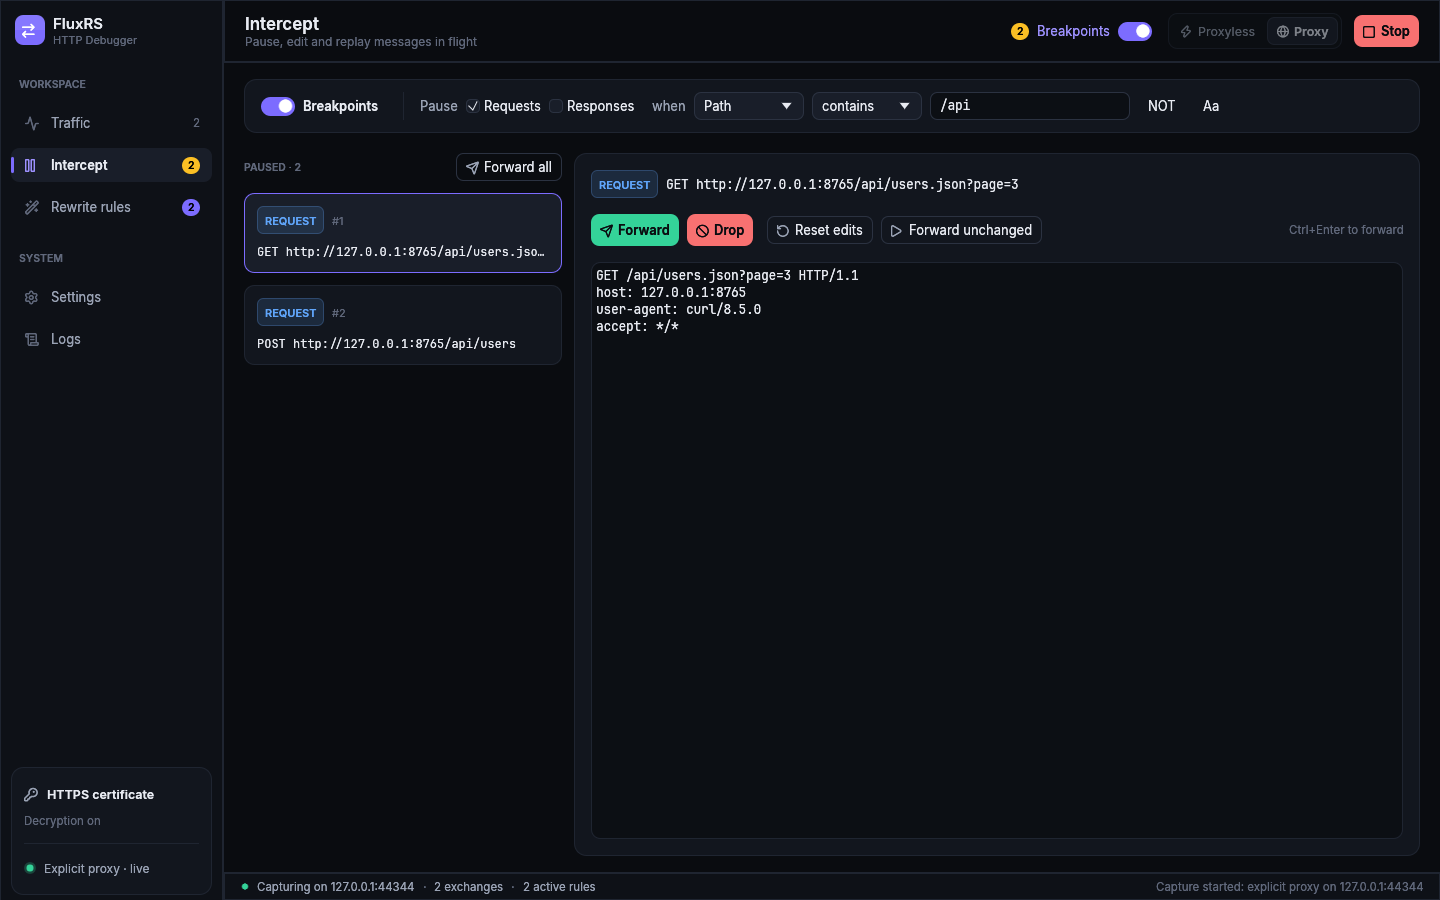 FluxRS
HTTP Debugger
WORKSPACE
Traffic 2
Intercept 2
Rewrite rules 2
SYSTEM
Settings
Logs
HTTPS certificate
Decryption on
Explicit proxy · live
Intercept
Pause, edit and replay messages in flight
2 Breakpoints Proxyless Proxy Stop
Breakpoints Pause Requests Responses when Path contains /api NOT Aa
PAUSED · 2 Forward all
REQUEST #1
GET http://127.0.0.1:8765/api/users.jso…
REQUEST #2
POST http://127.0.0.1:8765/api/users
REQUEST GET http://127.0.0.1:8765/api/users.json?page=3
Forward Drop Reset edits Forward unchanged Ctrl+Enter to forward
GET /api/users.json?page=3 HTTP/1.1
host: 127.0.0.1:8765
user-agent: curl/8.5.0
accept: */*
Capturing on 127.0.0.1:44344 · 2 exchanges · 2 active rules Capture started: explicit proxy on 127.0.0.1:44344